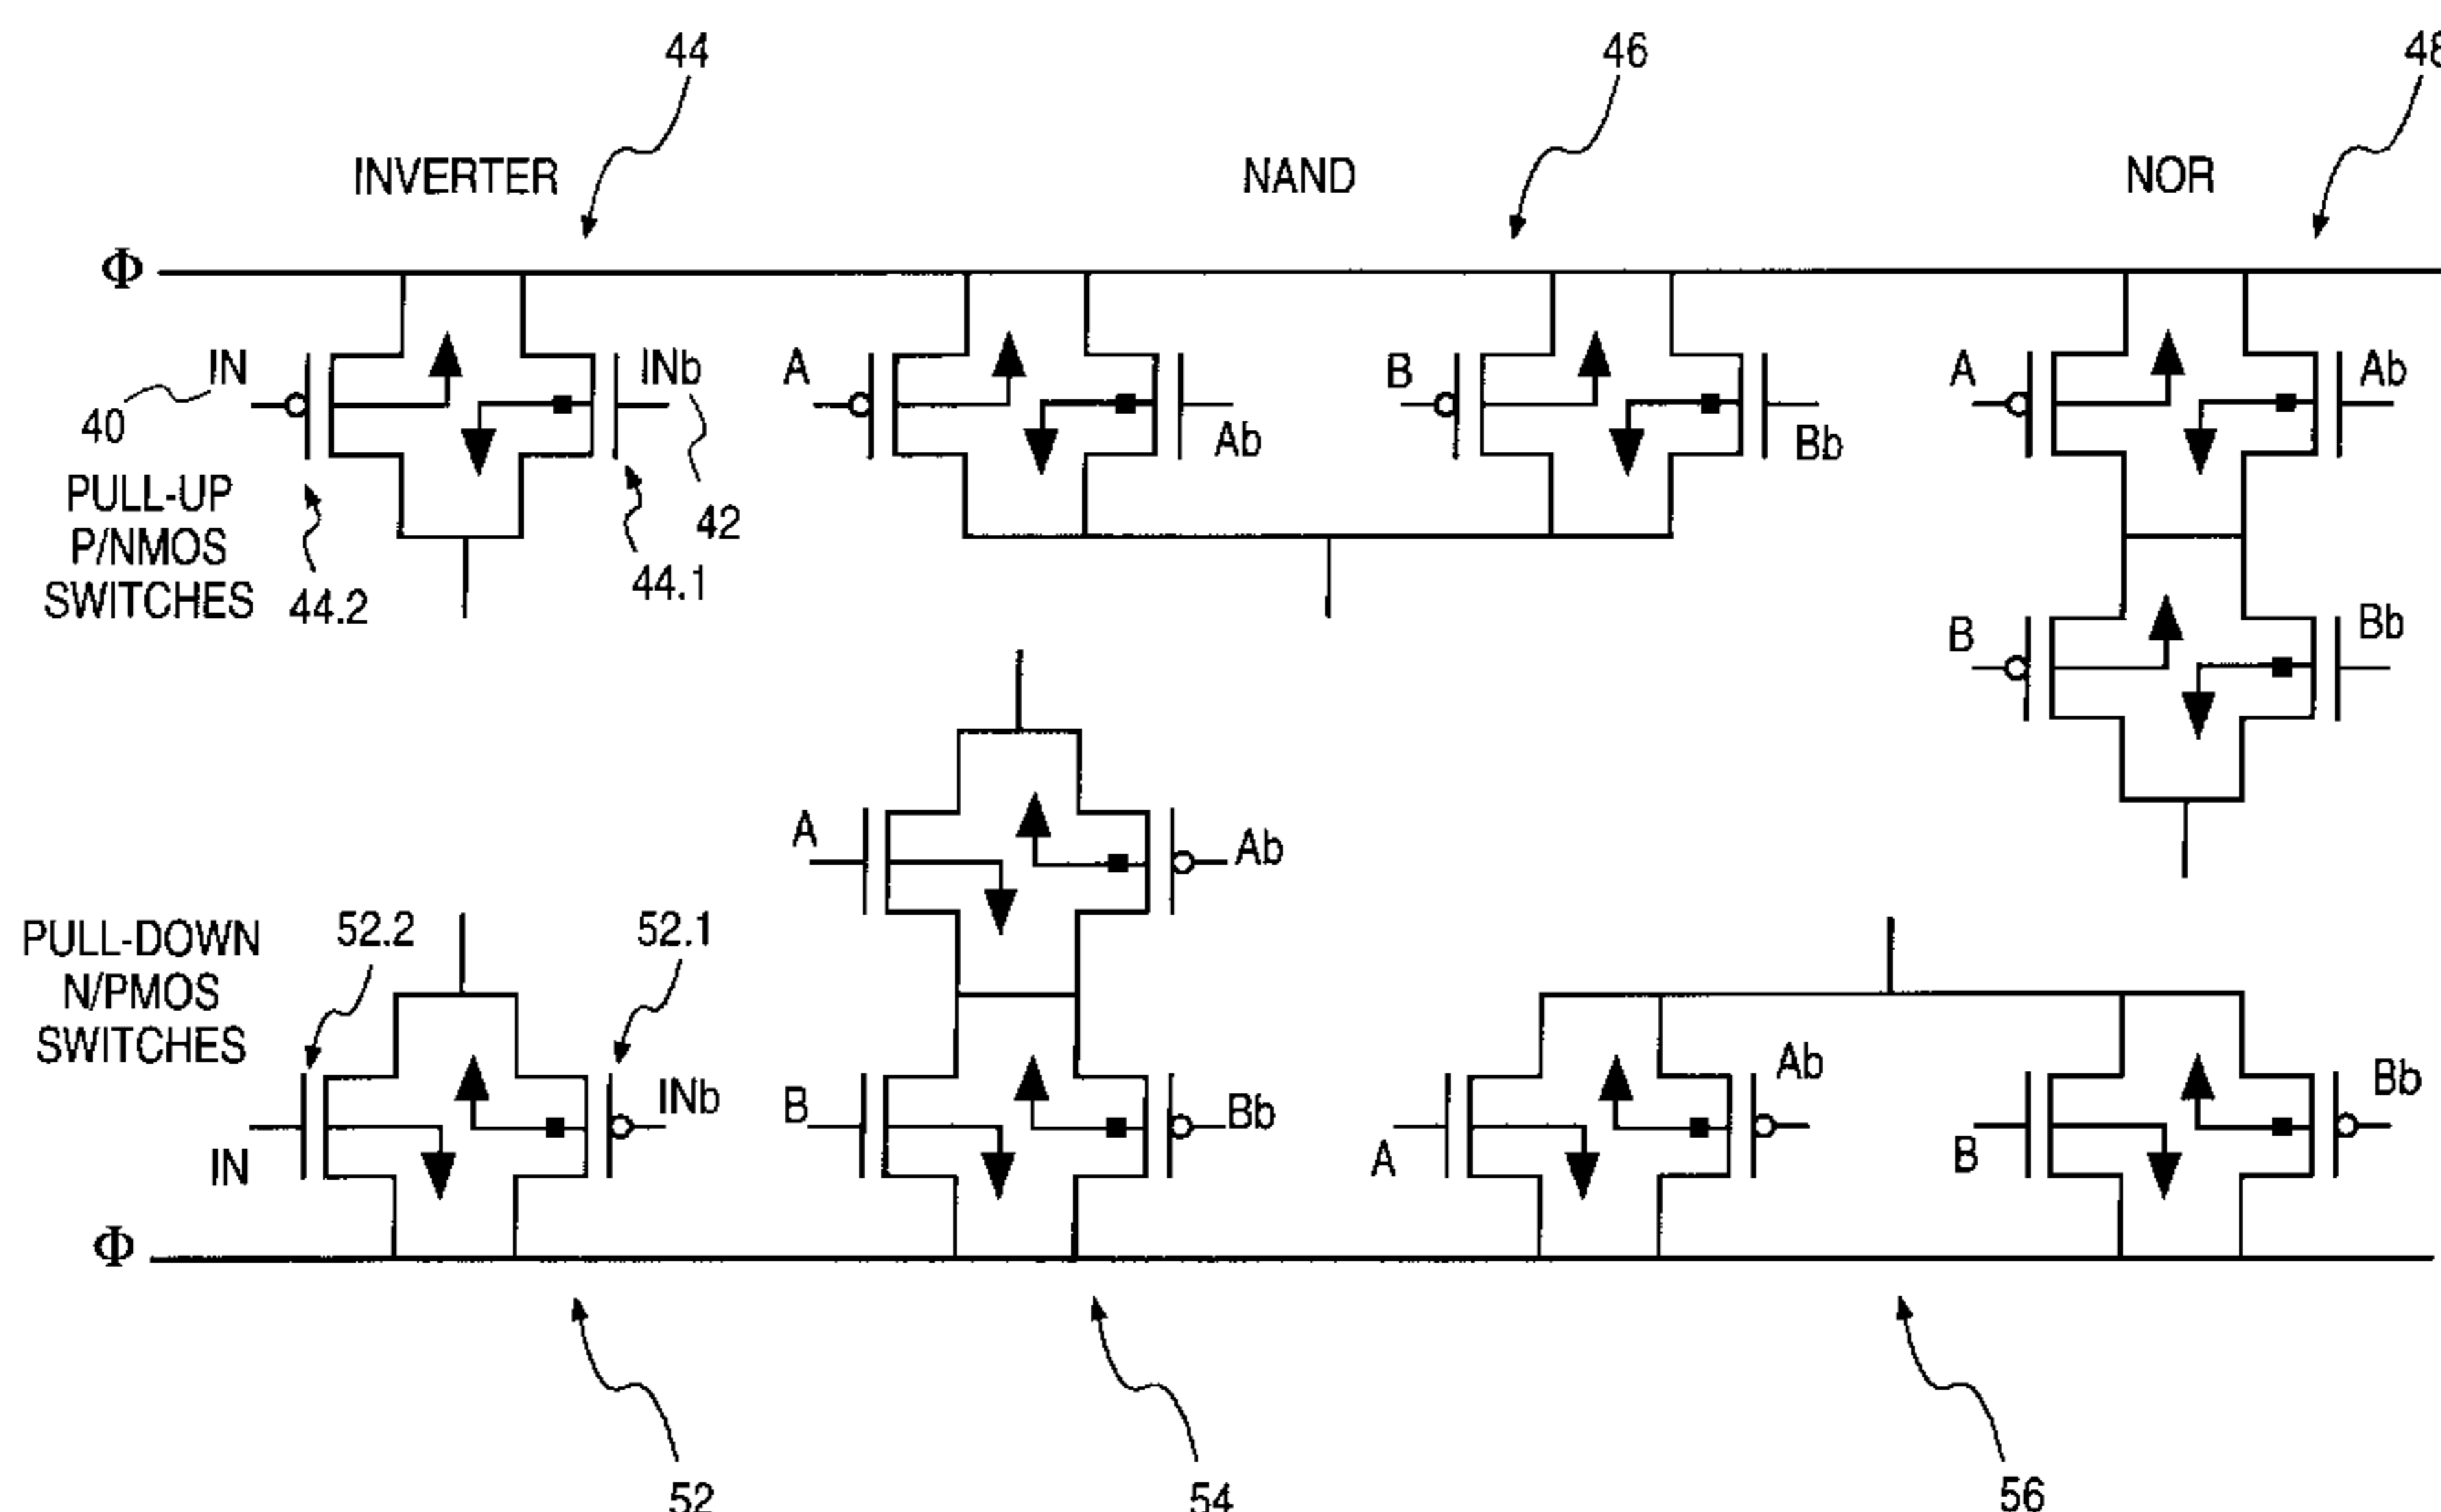 44
46
48
INVERTER
NAND
NOR
Φ
IN
INb
A
Ab
B
Bb
A
Ab
40
42
PULL-UP
P/NMOS
SWITCHES
44.2
44.1
B
Bb
A
Ab
PULL-DOWN
N/PMOS
SWITCHES
52.2
52.1
IN
INb
B
Bb
A
Ab
B
Bb
Φ
52
54
56